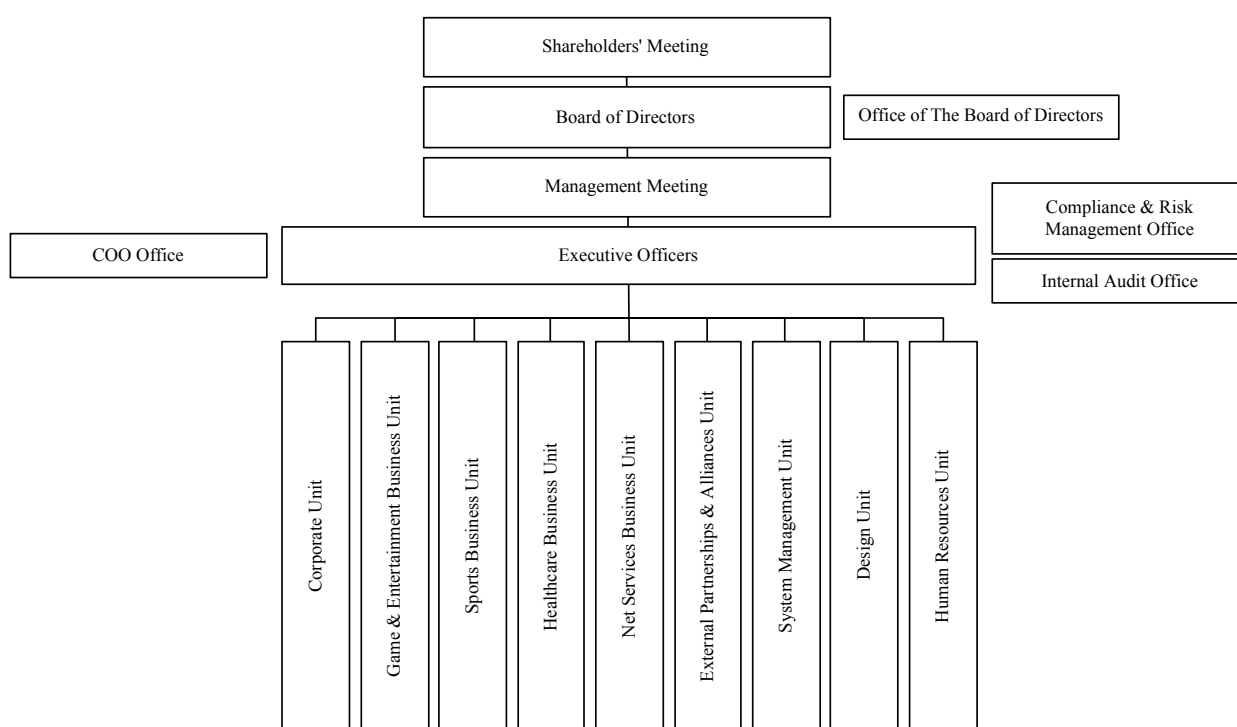 Shareholders' Meeting
Board of Directors
Office of The Board of Directors
Management Meeting
Compliance & Risk
Management Office
COO Office
Executive Officers
Internal Audit Office
Corporate Unit
Game & Entertainment Business Unit
Sports Business Unit
Healthcare Business Unit
Net Services Business Unit
External Partnerships & Alliances Unit
System Management Unit
Design Unit
Human Resources Unit